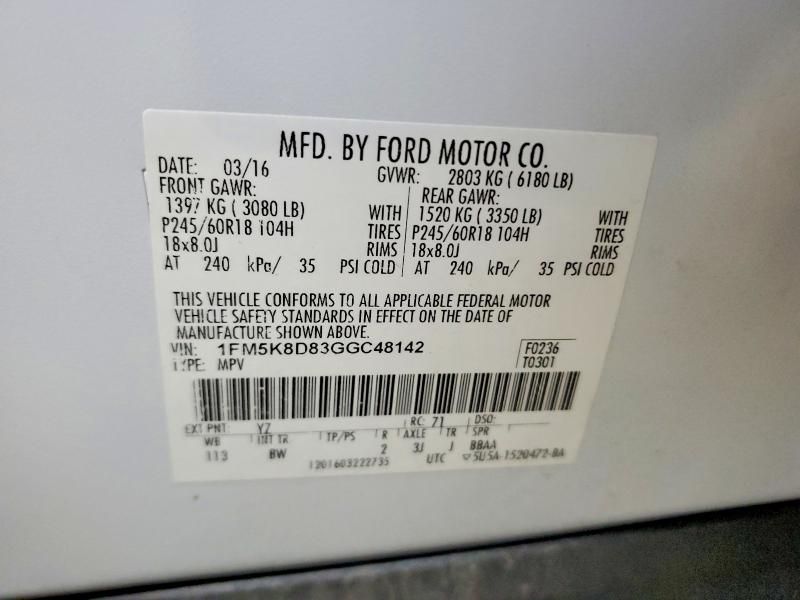 MFD. BY FORD MOTOR CO.
DATE: 03/16 GVWR: 2803 KG ( 6180 LB)
FRONT GAWR: REAR GAWR:
1397 KG ( 3080 LB) WITH 1520 KG ( 3350 LB) WITH
P245/60R18 104H TIRES P245/60R18 104H TIRES
18x8.0J RIMS 18x8.0J RIMS
AT 240 kPa/ 35 PSI COLD AT 240 kPa/ 35 PSI COLD
THIS VEHICLE CONFORMS TO ALL APPLICABLE FEDERAL MOTOR
VEHICLE SAFETY STANDARDS IN EFFECT ON THE DATE OF
MANUFACTURE SHOWN ABOVE.
VIN: 1FM5K8D83GGC48142 F0236
TYPE: MPV T0301
EXT PNT: YZ RC: 71 DSO:
WB INT TR TP/PS R AXLE TR SPR
113 BW 2 3J J BBAA
1201603222735 UTC 5U5A-1520472-BA